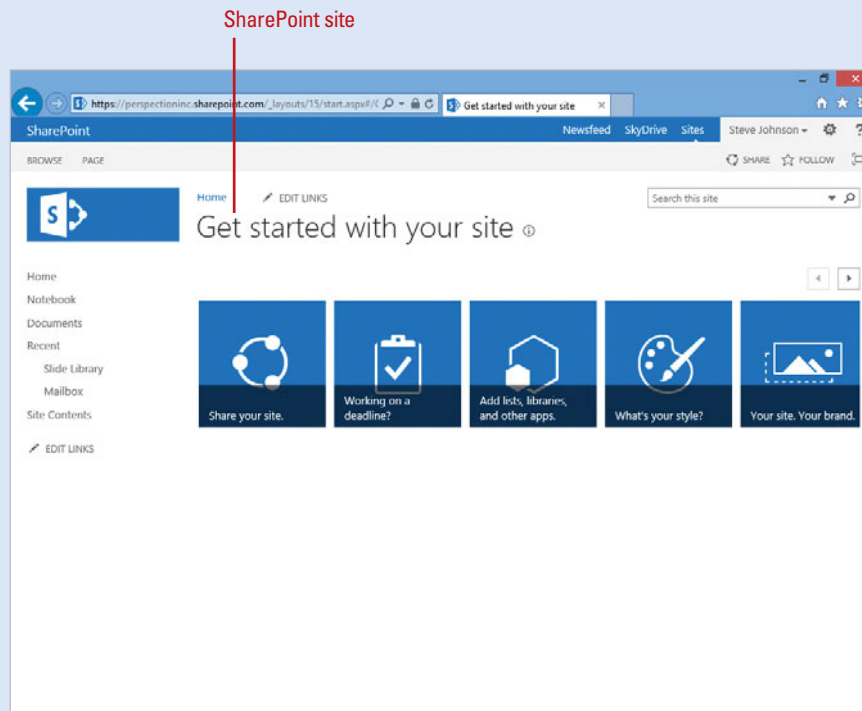 SharePoint site
https://perspectioninc.sharepoint.com/_layouts/15/start.aspx#/
Get started with your site
SharePoint
Newsfeed SkyDrive Sites Steve Johnson ?
BROWSE PAGE
SHARE FOLLOW
S
Home EDIT LINKS
Search this site
Get started with your site
Home
Notebook
Documents
Recent
Slide Library
Mailbox
Site Contents
EDIT LINKS
Share your site.
Working on a
deadline?
Add lists, libraries,
and other apps.
What's your style?
Your site. Your brand.